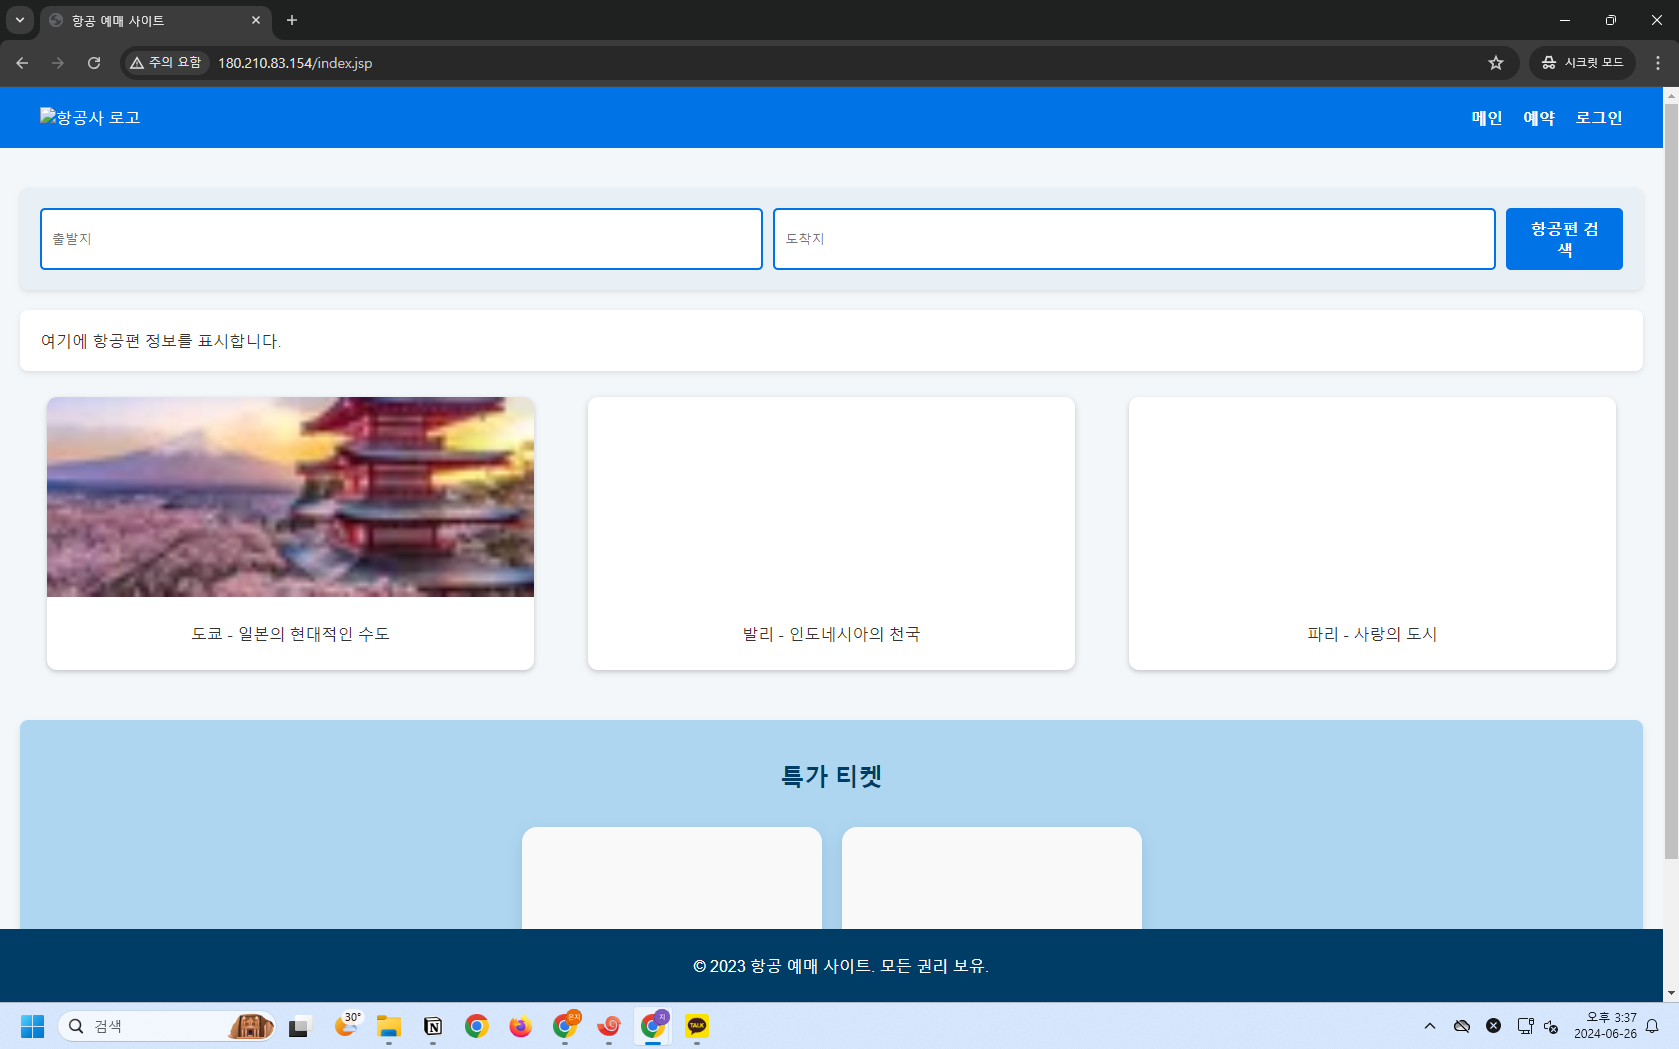 항공 예매 사이트
주의 요함
180.210.83.154/index.jsp
시크릿 모드
항공사 로고
메인
예약
로그인
출발지
도착지
항공편 검
색
여기에 항공편 정보를 표시합니다.
도쿄 - 일본의 현대적인 수도
발리 - 인도네시아의 천국
파리 - 사랑의 도시
특가 티켓
© 2023 항공 예매 사이트. 모든 권리 보유.
검색
30°
은지
지
TALK
오후 3:37
2024-06-26